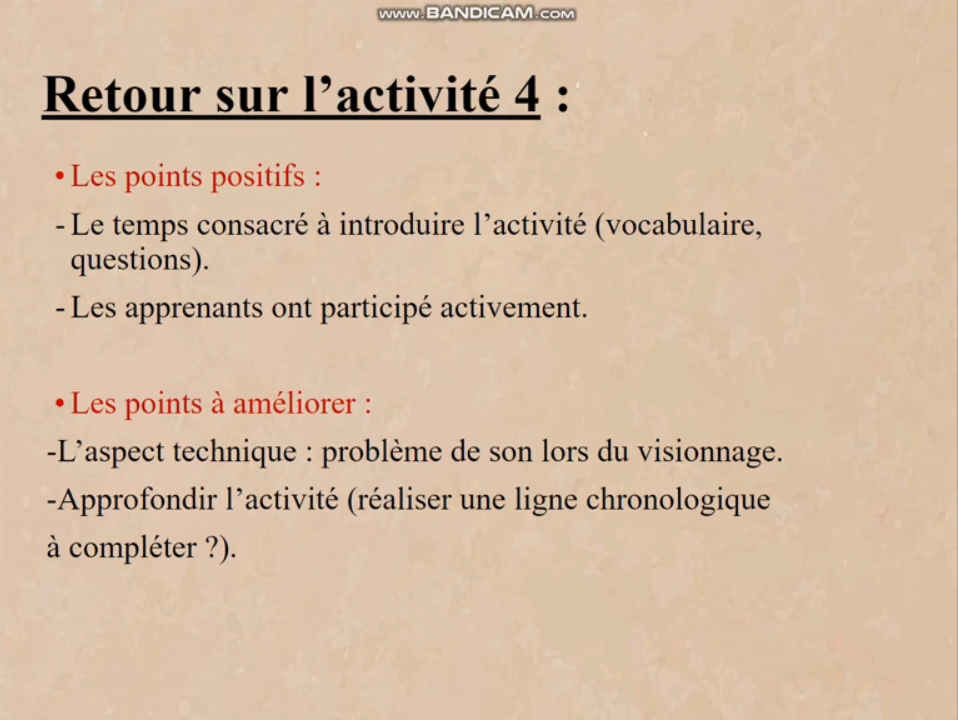 www.BANDICAM.com
Retour sur l’activité 4 :
•Les points positifs :
-Le temps consacré à introduire l’activité (vocabulaire,
questions).
-Les apprenants ont participé activement.
•Les points à améliorer :
-L’aspect technique : problème de son lors du visionnage.
-Approfondir l’activité (réaliser une ligne chronologique
à compléter ?).